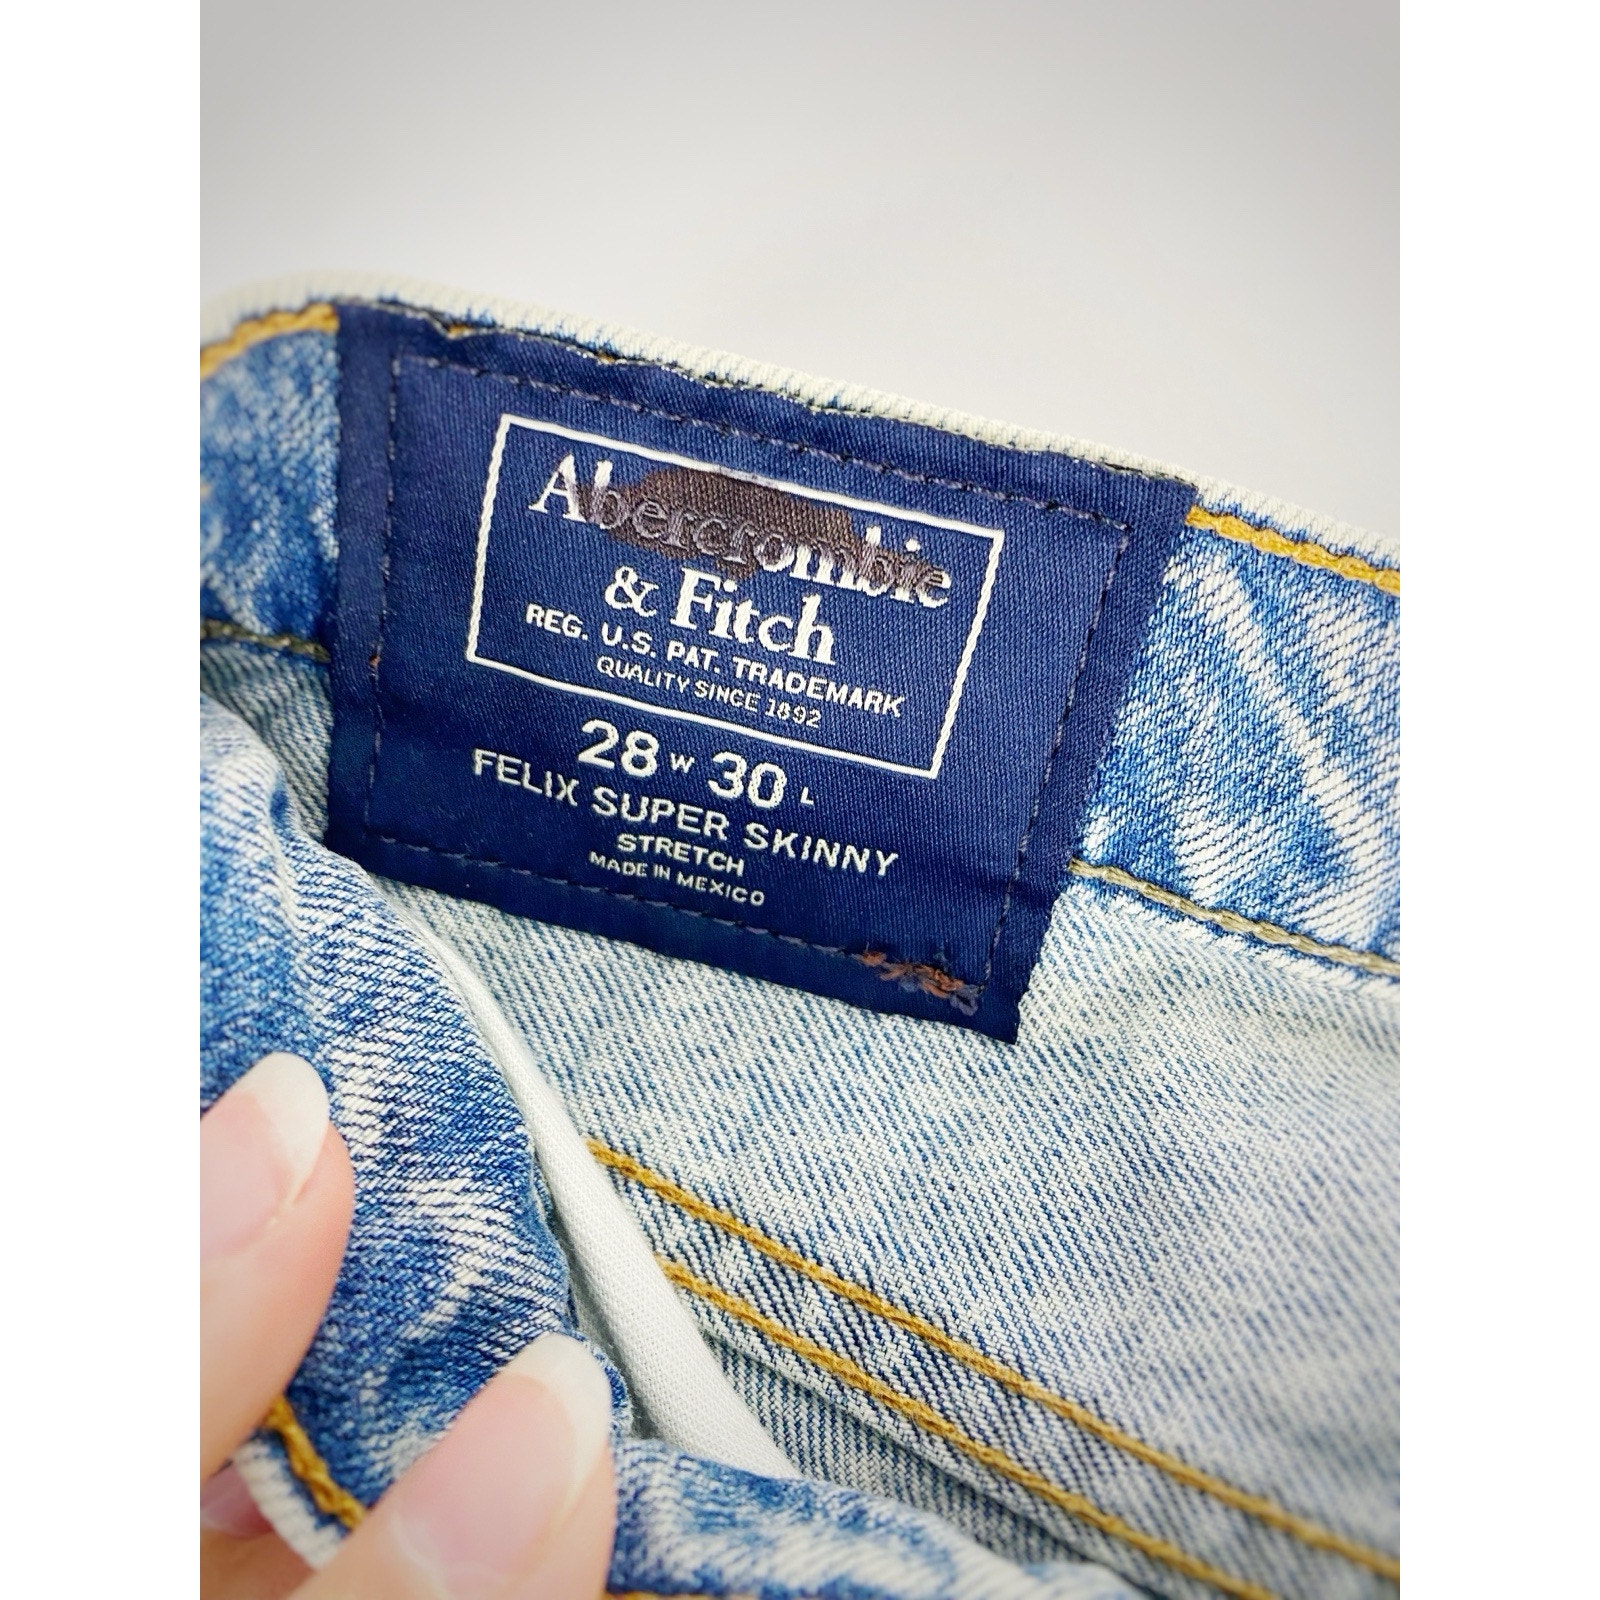 Abercrombie
& Fitch
REG. U.S. PAT. TRADEMARK
QUALITY SINCE 1892
28 W 30 L
FELIX SUPER SKINNY
STRETCH
MADE IN MEXICO